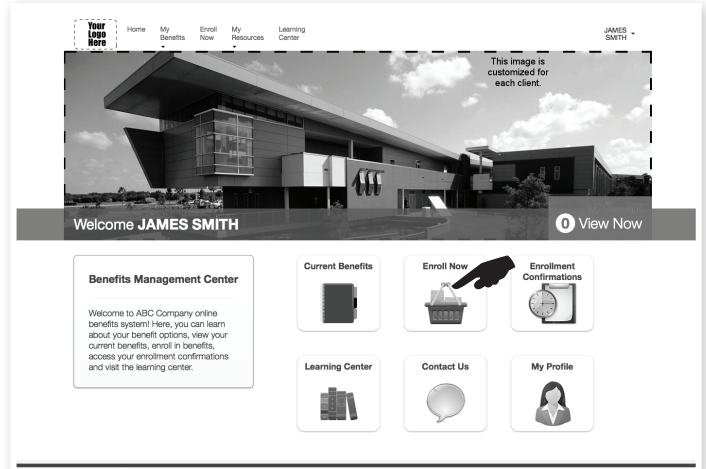 Your
Logo
Here
Home
My
Benefits
Enroll
Now
My
Resources
Learning
Center
JAMES
SMITH
This image is
customized for
each client.
Welcome JAMES SMITH
0 View Now
Benefits Management Center
Welcome to ABC Company online
benefits system! Here, you can learn
about your benefit options, view your
current benefits, enroll in benefits,
access your enrollment confirmations
and visit the learning center.
Current Benefits
Enroll Now
Enrollment
Confirmations
Learning Center
Contact Us
My Profile